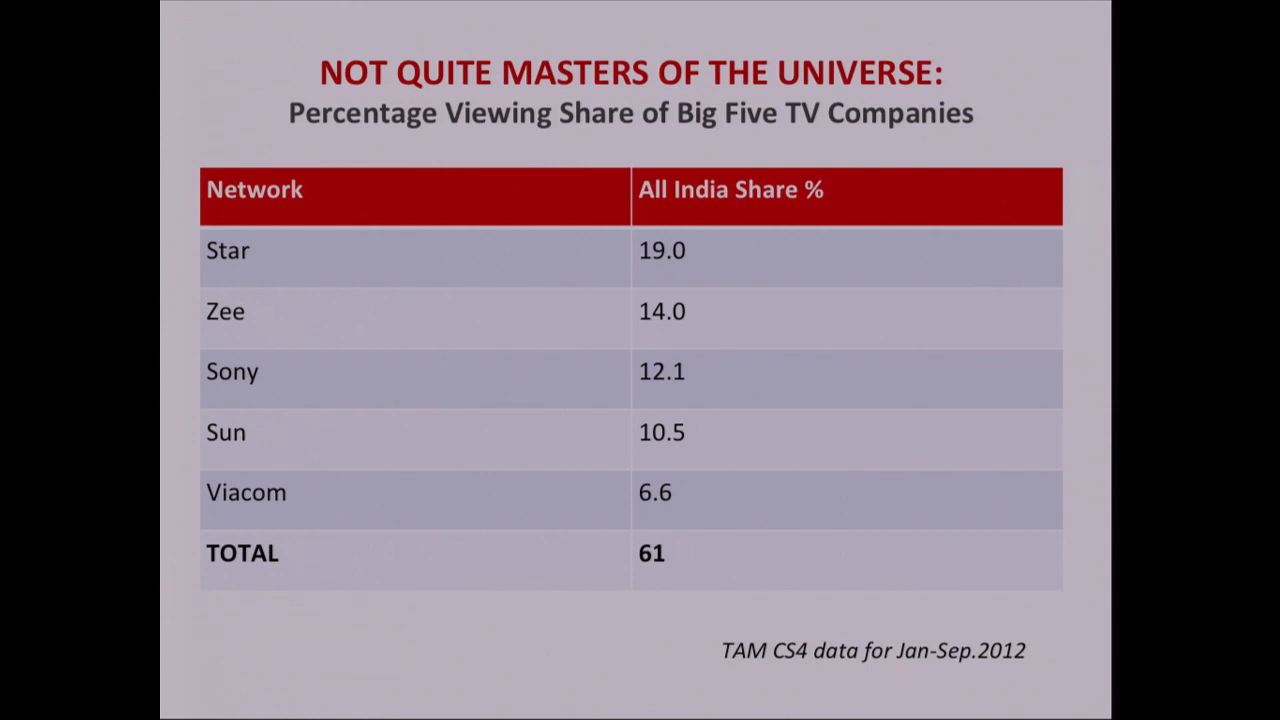 NOT QUITE MASTERS OF THE UNIVERSE:
Percentage Viewing Share of Big Five TV Companies
Network All India Share %
Star 19.0
Zee 14.0
Sony 12.1
Sun 10.5
Viacom 6.6
TOTAL 61
TAM CS4 data for Jan-Sep.2012